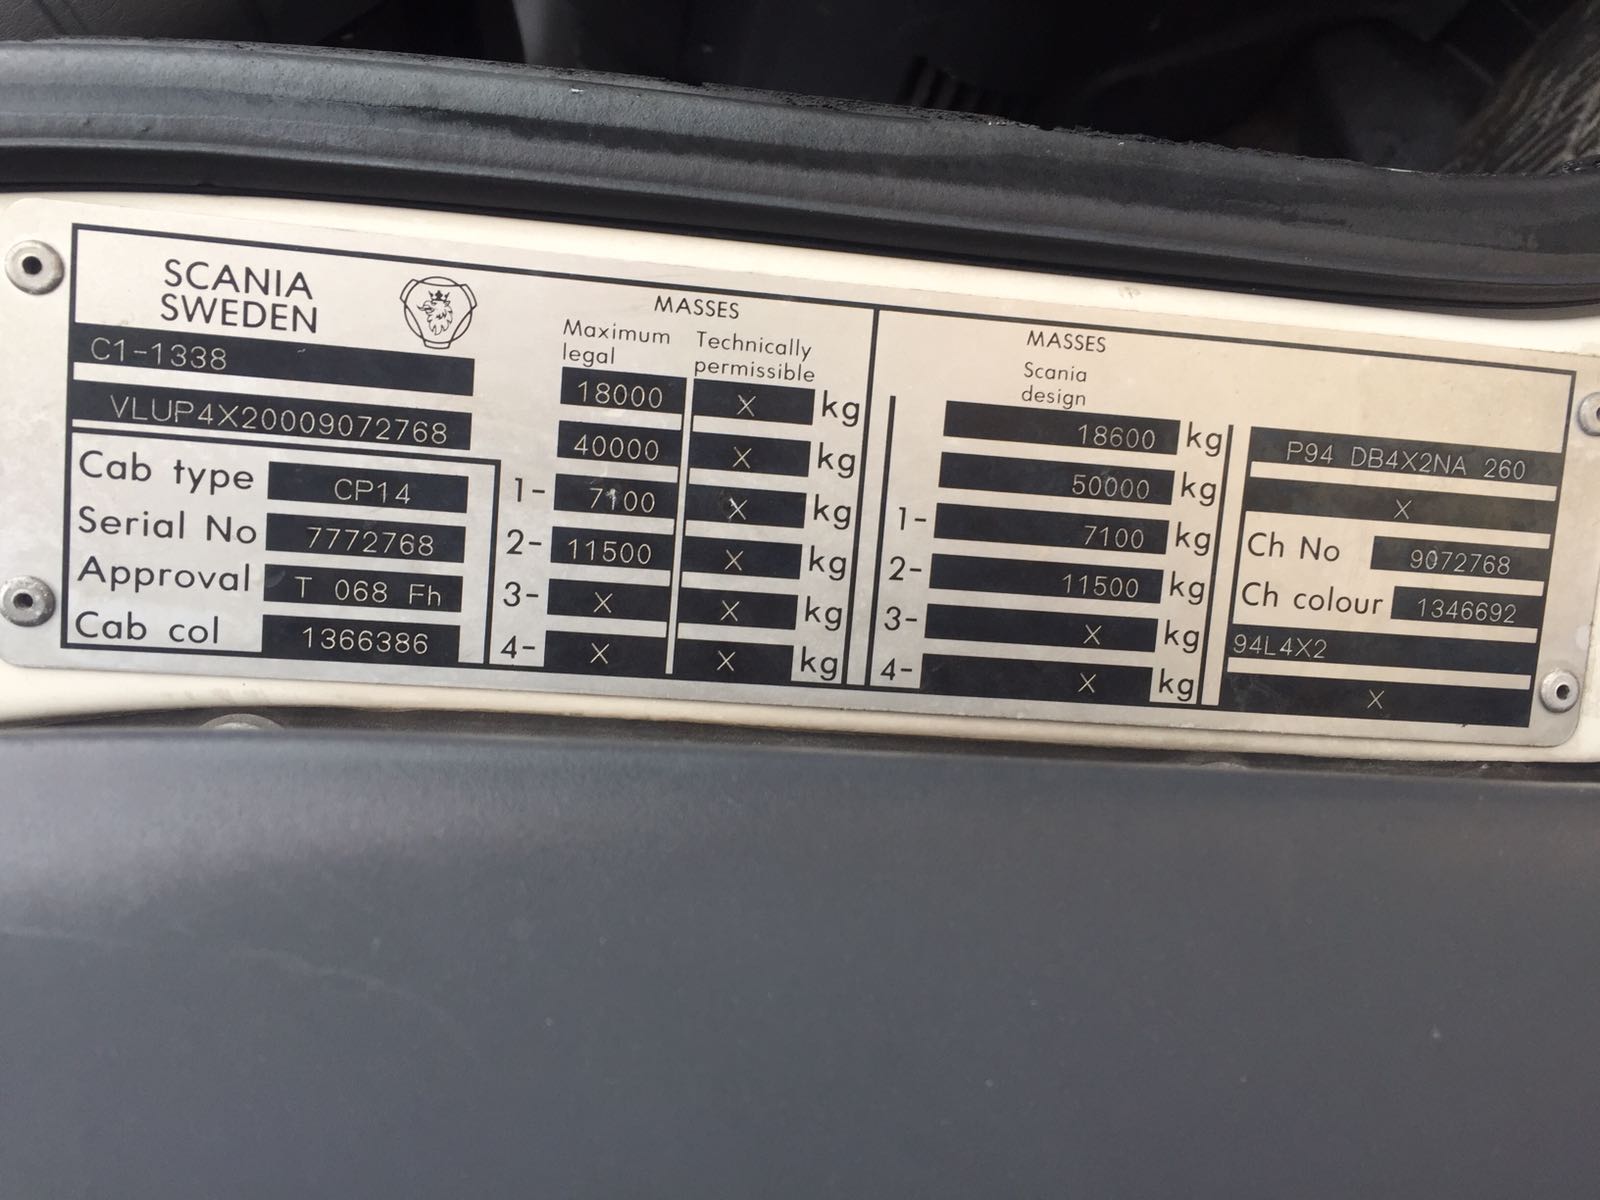 SCANIA
SWEDEN
C1-1338
VLUP4X20009072768
Cab type CP14
Serial No 7772768
Approval T 068 Fh
Cab col 1366386
MASSES
Maximum legal Technically permissible
18000 X kg
40000 X kg
1- 7100 X kg
2- 11500 X kg
3- X X kg
4- X X kg
MASSES
Scania
design
18600 kg
50000 kg
1- 7100 kg
2- 11500 kg
3- X kg
4- X kg
P94 DB4X2NA 260
X
Ch No 9072768
Ch colour 1346692
94L4X2
X